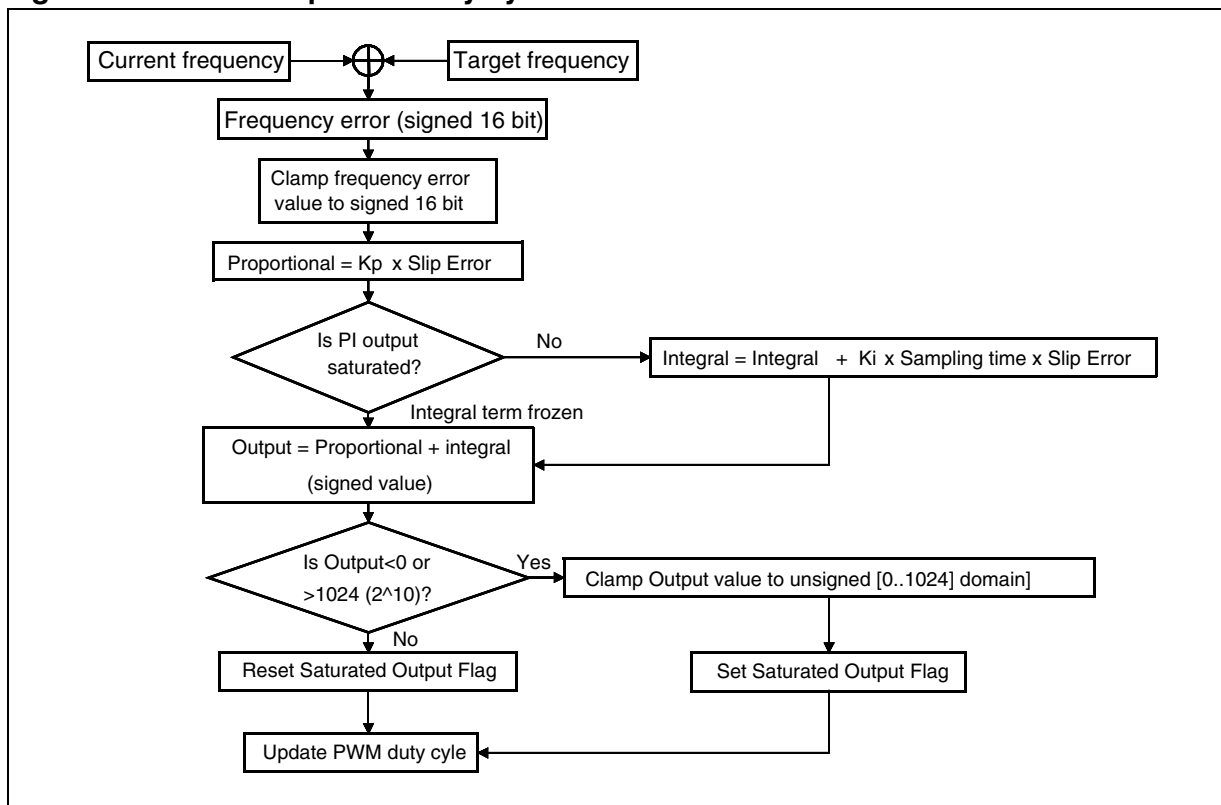 Current frequency
Target frequency
Frequency error (signed 16 bit)
Clamp frequency error
value to signed 16 bit
Proportional = Kp x Slip Error
Is PI output
saturated?
No
Integral = Integral + Ki x Sampling time x Slip Error
Integral term frozen
Output = Proportional + integral
(signed value)
Is Output<0 or
>1024 (2^10)?
Yes
Clamp Output value to unsigned [0..1024] domain]
No
Reset Saturated Output Flag
Set Saturated Output Flag
Update PWM duty cyle